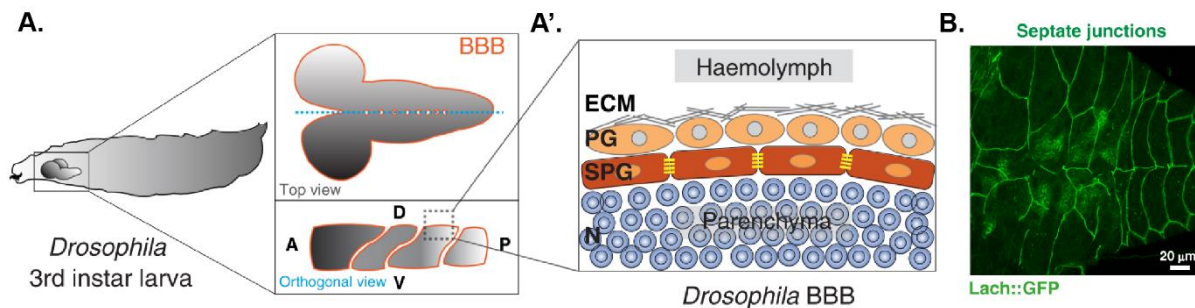 A.
BBB
Top view
D
A
P
Orthogonal view
V
Drosophila
3rd instar larva
A'.
Haemolymph
ECM
PG
SPG
Parenchyma
N
Drosophila BBB
B.
Septate junctions
20 µm
Lach::GFP